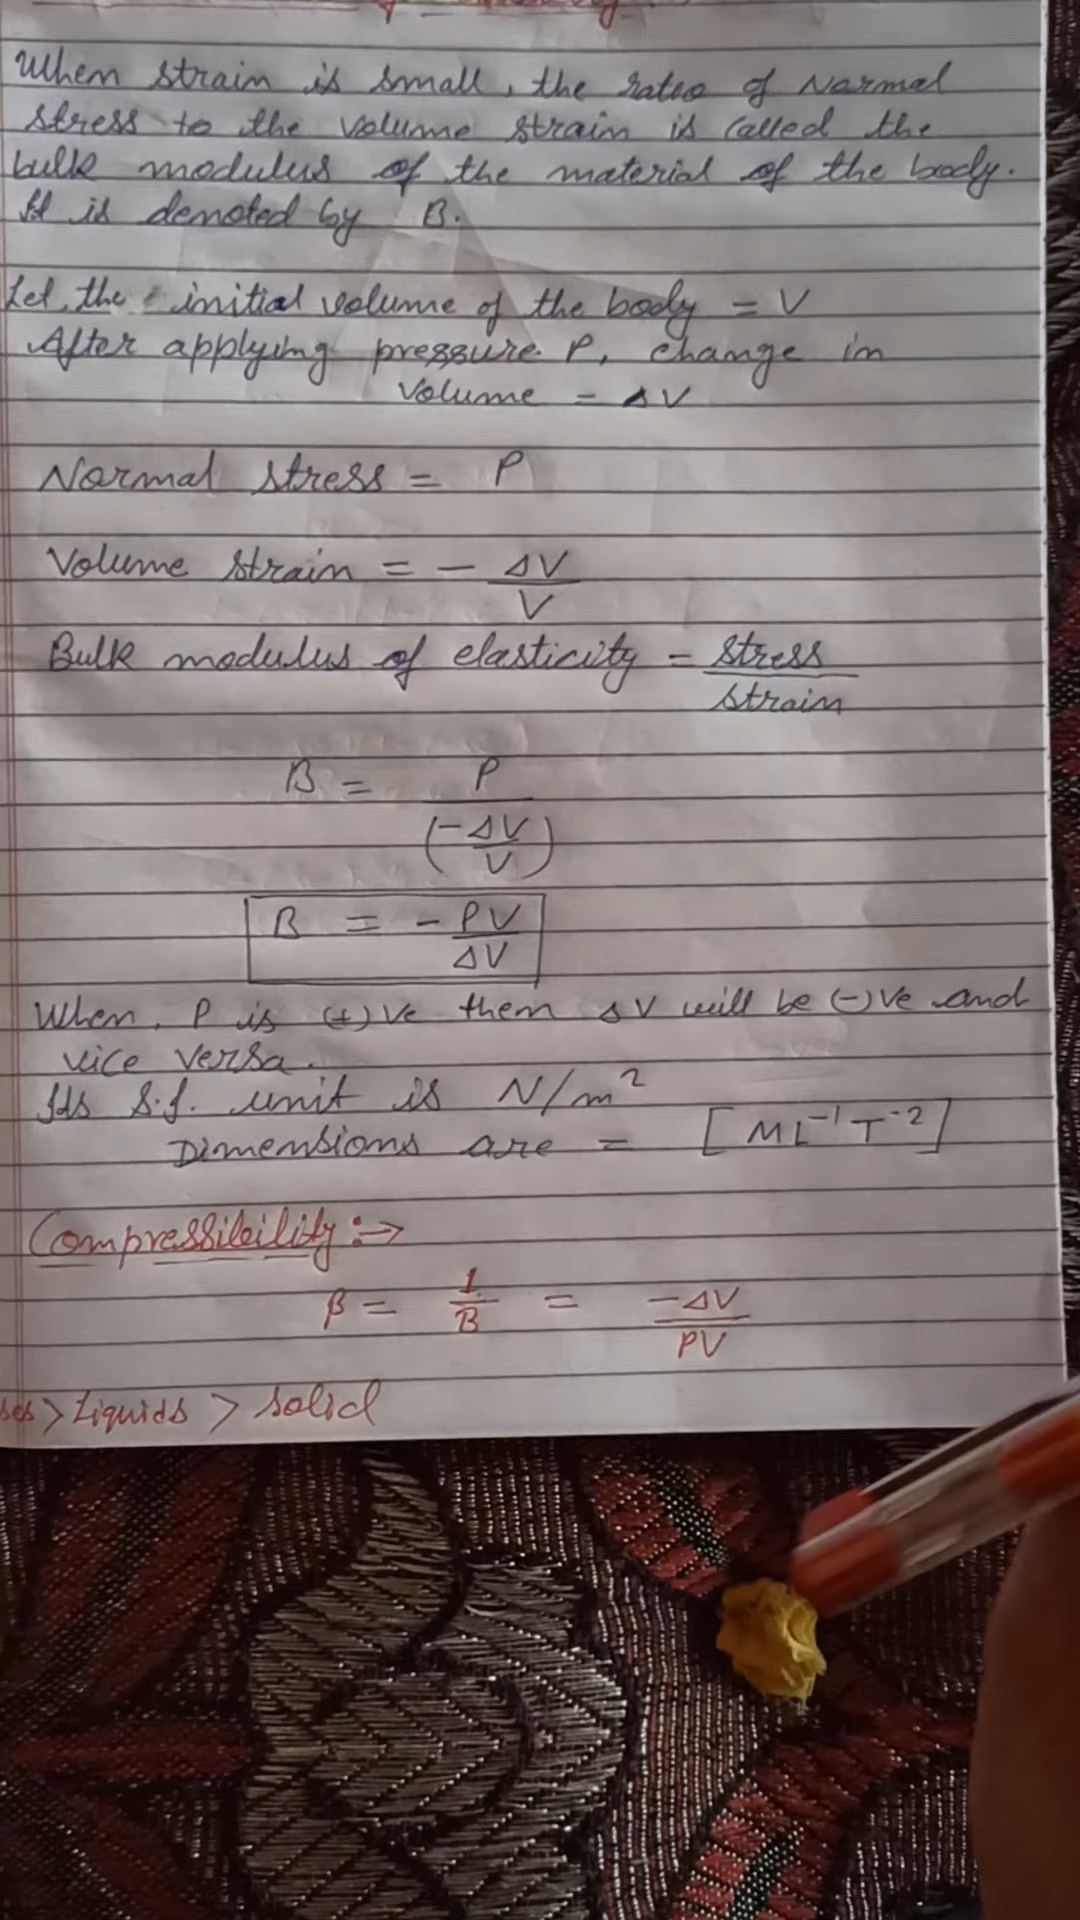 When strain is small, the ratio of Normal
stress to the volume strain is called the
bulk modulus of the material of the body.
It is denoted by B.
Let, the initial volume of the body = V
After applying pressure P, change in
Volume = ΔV
Normal stress = P
Volume strain = - ΔV
V
Bulk modulus of elasticity = stress
strain
B = P
(-ΔV
V)
B = - PV
ΔV
When, P is (+)ve then ΔV will be (-)ve and
vice versa.
Its S.I. unit is N/m²
Dimensions are = [ML⁻¹T⁻²]
Compressibility :→
β = 1 = -ΔV
B PV
> Liquids > solid